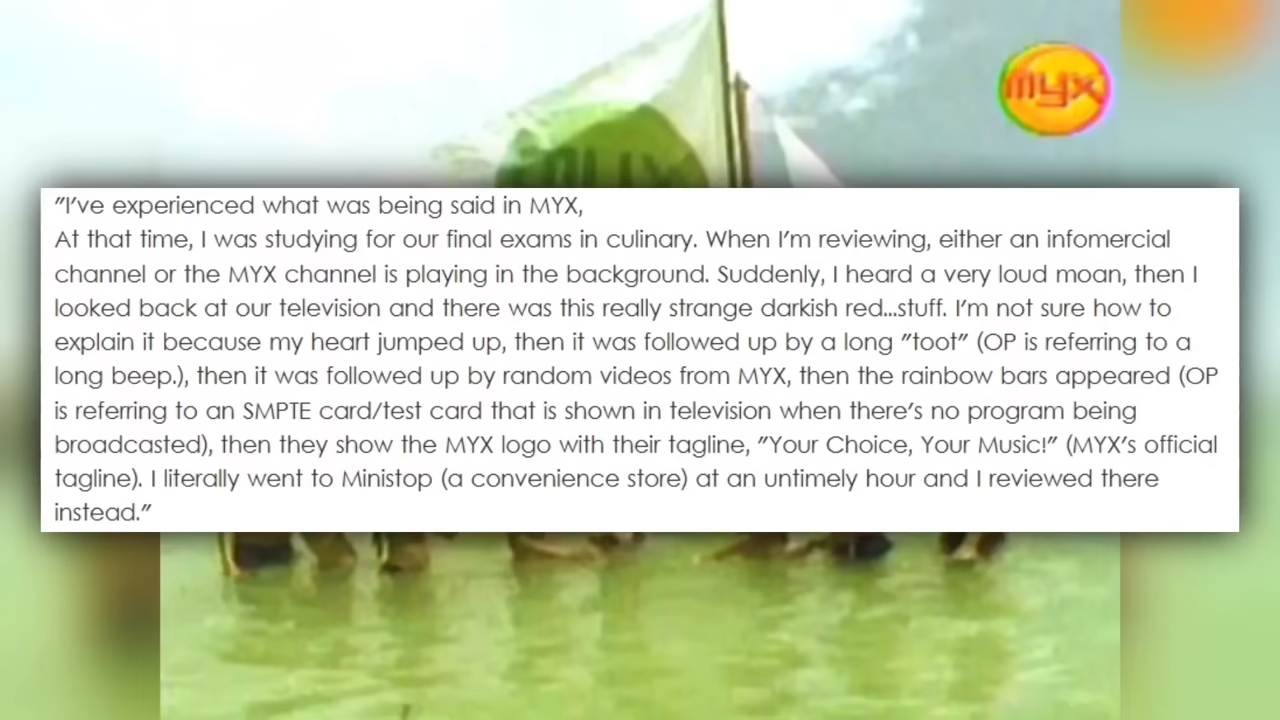 myx
"I've experienced what was being said in MYX,
At that time, I was studying for our final exams in culinary. When I'm reviewing, either an infomercial
channel or the MYX channel is playing in the background. Suddenly, I heard a very loud moan, then I
looked back at our television and there was this really strange darkish red...stuff. I'm not sure how to
explain it because my heart jumped up, then it was followed up by a long "toot" (OP is referring to a
long beep.), then it was followed up by random videos from MYX, then the rainbow bars appeared (OP
is referring to an SMPTE card/test card that is shown in television when there's no program being
broadcasted), then they show the MYX logo with their tagline, "Your Choice, Your Music!" (MYX's official
tagline). I literally went to Ministop (a convenience store) at an untimely hour and I reviewed there
instead."